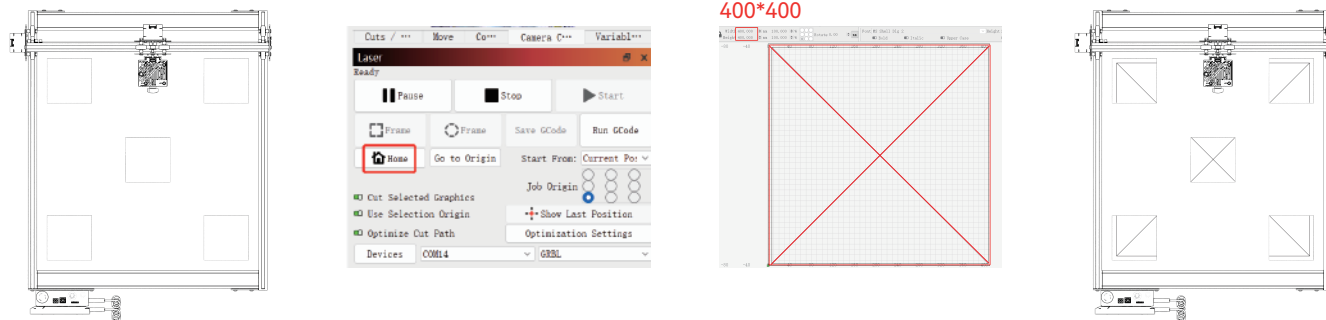 400*400
Cuts / ··· Move Co··· Camera C··· Variabl···
Laser
Ready
Pause Stop Start
Frame Frame Save GCode Run GCode
Home Go to Origin Start From: Current Pos
Job Origin
Cut Selected Graphics
Use Selection Origin Show Last Position
Optimize Cut Path Optimization Settings
Devices COM14 GRBL